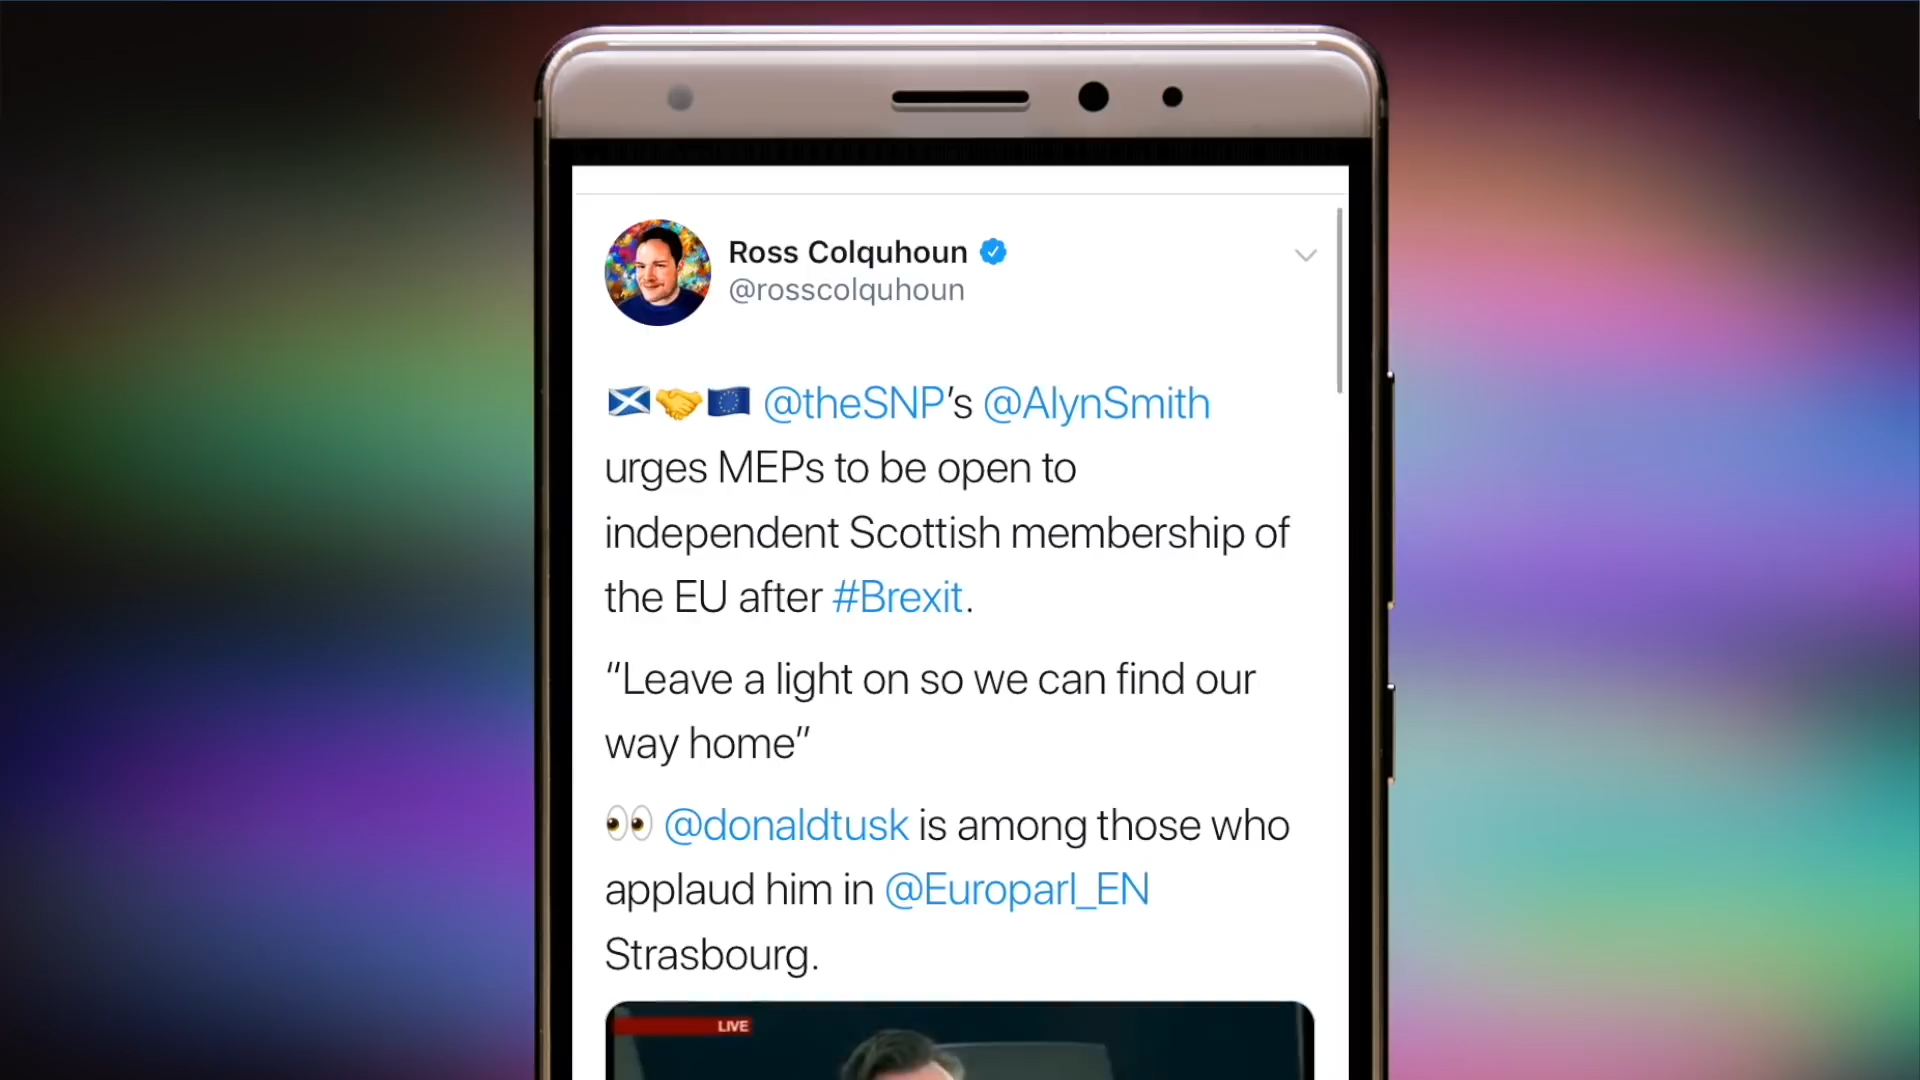 Ross Colquhoun
@rosscolquhoun
🏴󠁧󠁢󠁳󠁣󠁴󠁿🤝🇪🇺 @theSNP’s @AlynSmith
urges MEPs to be open to
independent Scottish membership of
the EU after #Brexit.
“Leave a light on so we can find our
way home”
👀 @donaldtusk is among those who
applaud him in @Europarl_EN
Strasbourg.
LIVE